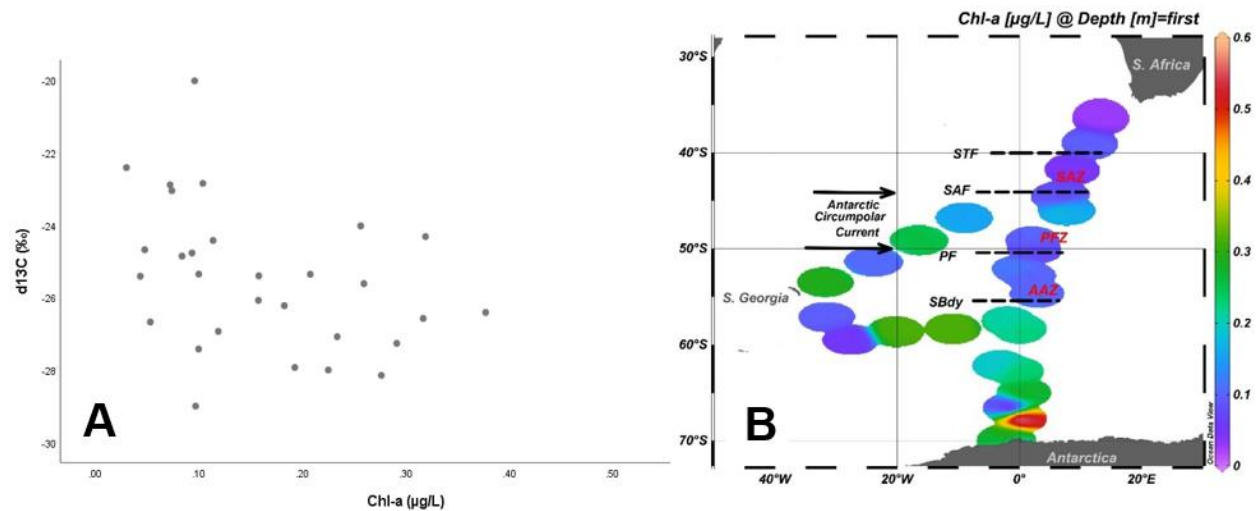 d13C (‰)
-20
-22
-24
-26
-28
-30
A
.00 .10 .20 .30 .40 .50
Chl-a (µg/L)
Chl-a [µg/L] @ Depth [m]=first
30°S
40°S
50°S
60°S
70°S
S. Africa
STF
SAZ
SAF
Antarctic
Circumpolar
Current
PFZ
PF
AAZ
S. Georgia
SBdy
B
Antarctica
40°W 20°W 0° 20°E
Ocean Data View
0.6
0.5
0.4
0.3
0.2
0.1
0